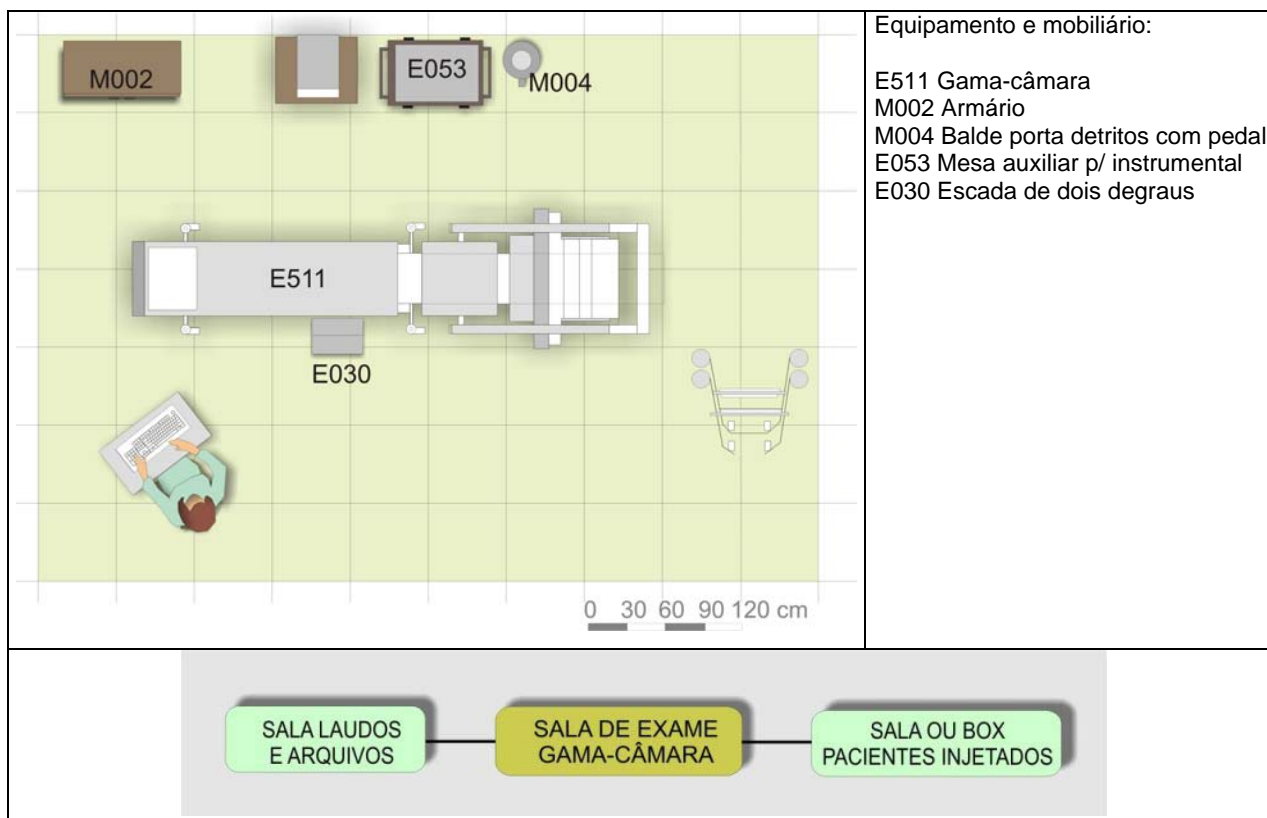 Equipamento e mobiliário:
E511 Gama-câmara
M002 Armário
M004 Balde porta detritos com pedal
E053 Mesa auxiliar p/ instrumental
E030 Escada de dois degraus
M002
E053
M004
E511
E030
0 30 60 90 120 cm
SALA LAUDOS
E ARQUIVOS
SALA DE EXAME
GAMA-CÂMARA
SALA OU BOX
PACIENTES INJETADOS